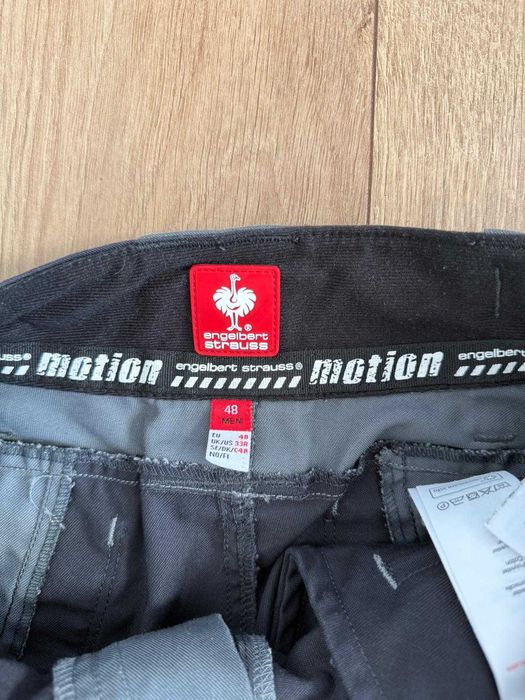 engelbert
strauss
strauss® motion engelbert strauss® motion engelbert
48
MEN
EU 48
UK/US 33R
SE/DK/ C48
NO/FI